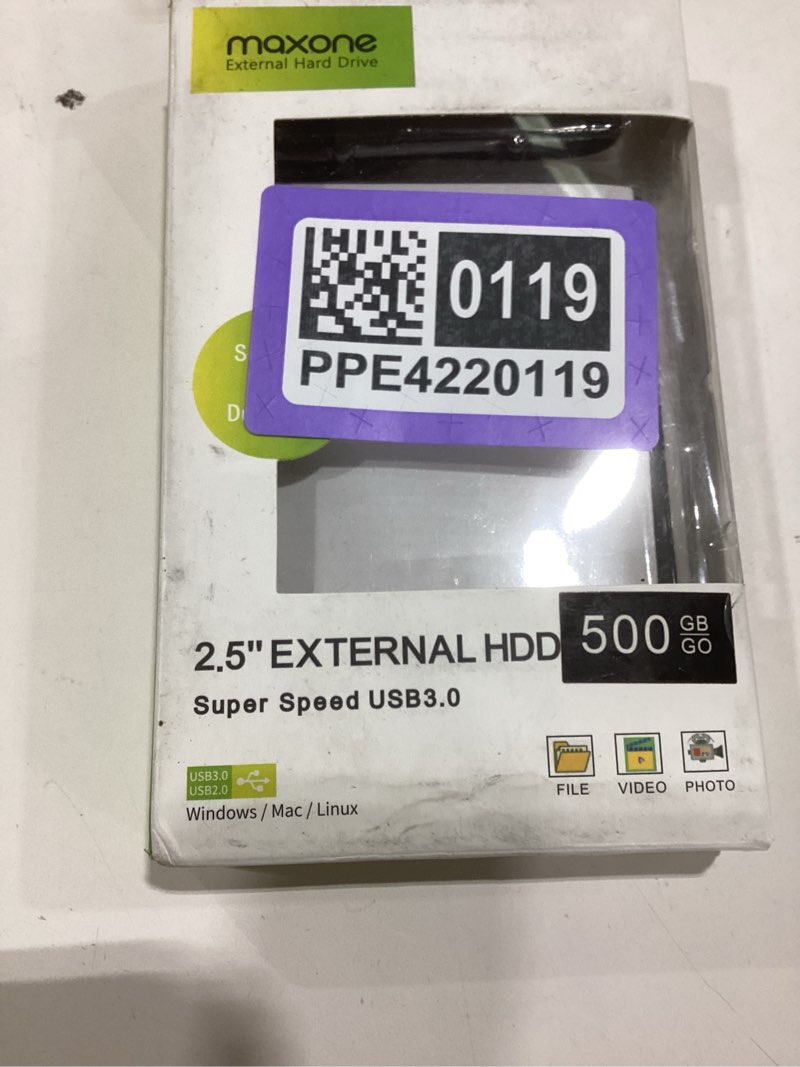 maxone
External Hard Drive
0119
PPE4220119
2.5" EXTERNAL HDD
500 GB
GO
Super Speed USB3.0
USB3.0
USB2.0
Windows / Mac / Linux
FILE
VIDEO
PHOTO